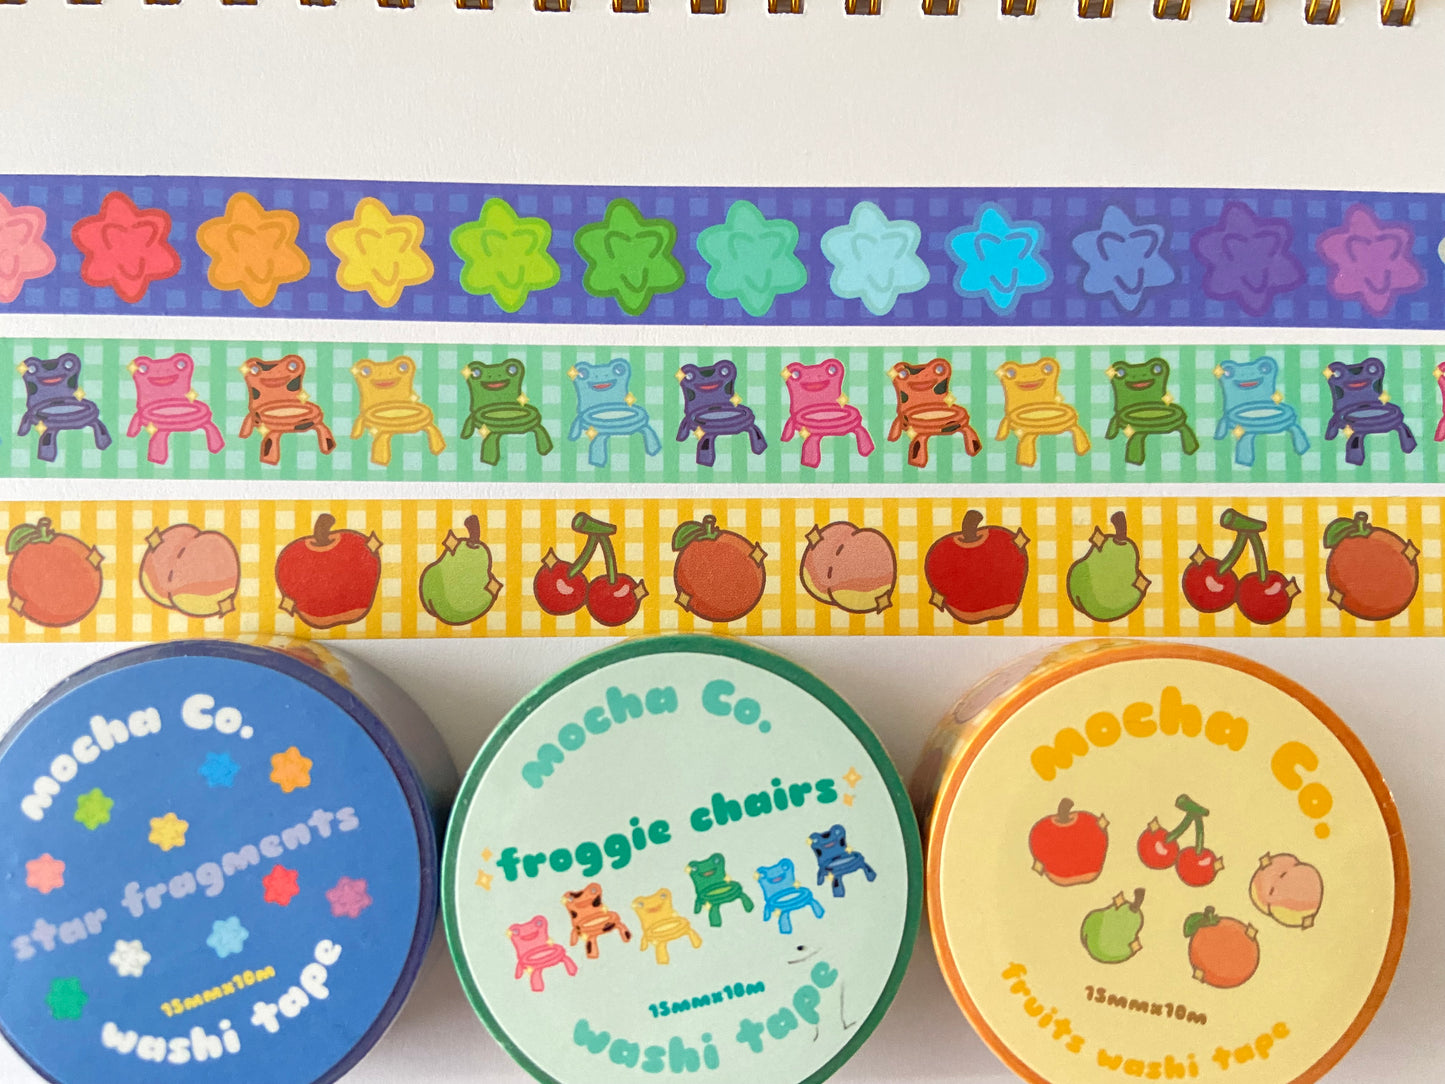 mocha Co.
star fragments
15mmx10m
washi tape
mocha Co.
froggie chairs
15mmx10m
washi tape
mocha Co.
15mmx10m
fruits washi tape